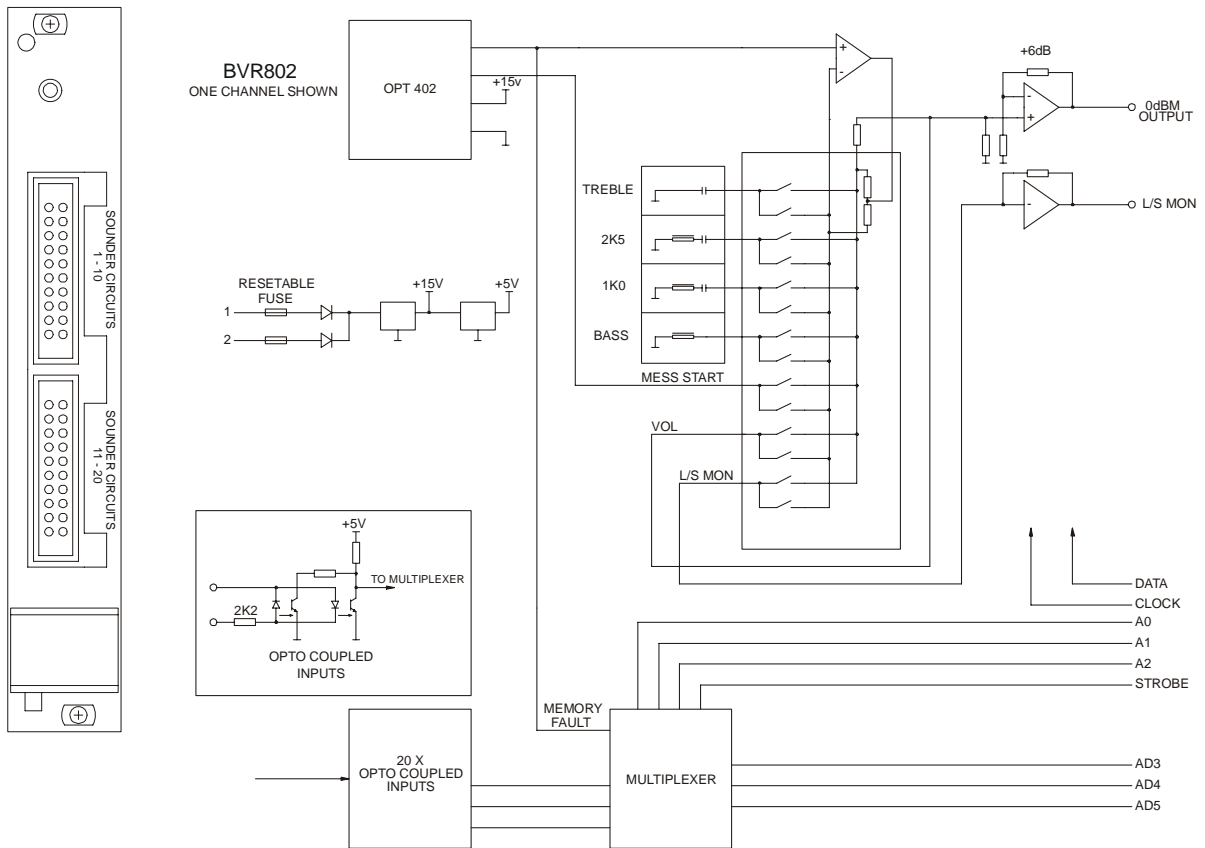 BVR802
ONE CHANNEL SHOWN
OPT 402
+15v
+6dB
0dBM
OUTPUT
L/S MON
TREBLE
2K5
1K0
BASS
MESS START
VOL
L/S MON
SOUNDER CIRCUITS
1 - 10
SOUNDER CIRCUITS
11 - 20
RESETABLE
FUSE
1
2
+15V
+5V
+5V
TO MULTIPLEXER
2K2
OPTO COUPLED
INPUTS
DATA
CLOCK
A0
A1
A2
STROBE
MEMORY
FAULT
20 X
OPTO COUPLED
INPUTS
MULTIPLEXER
AD3
AD4
AD5
+
-
-
+
-